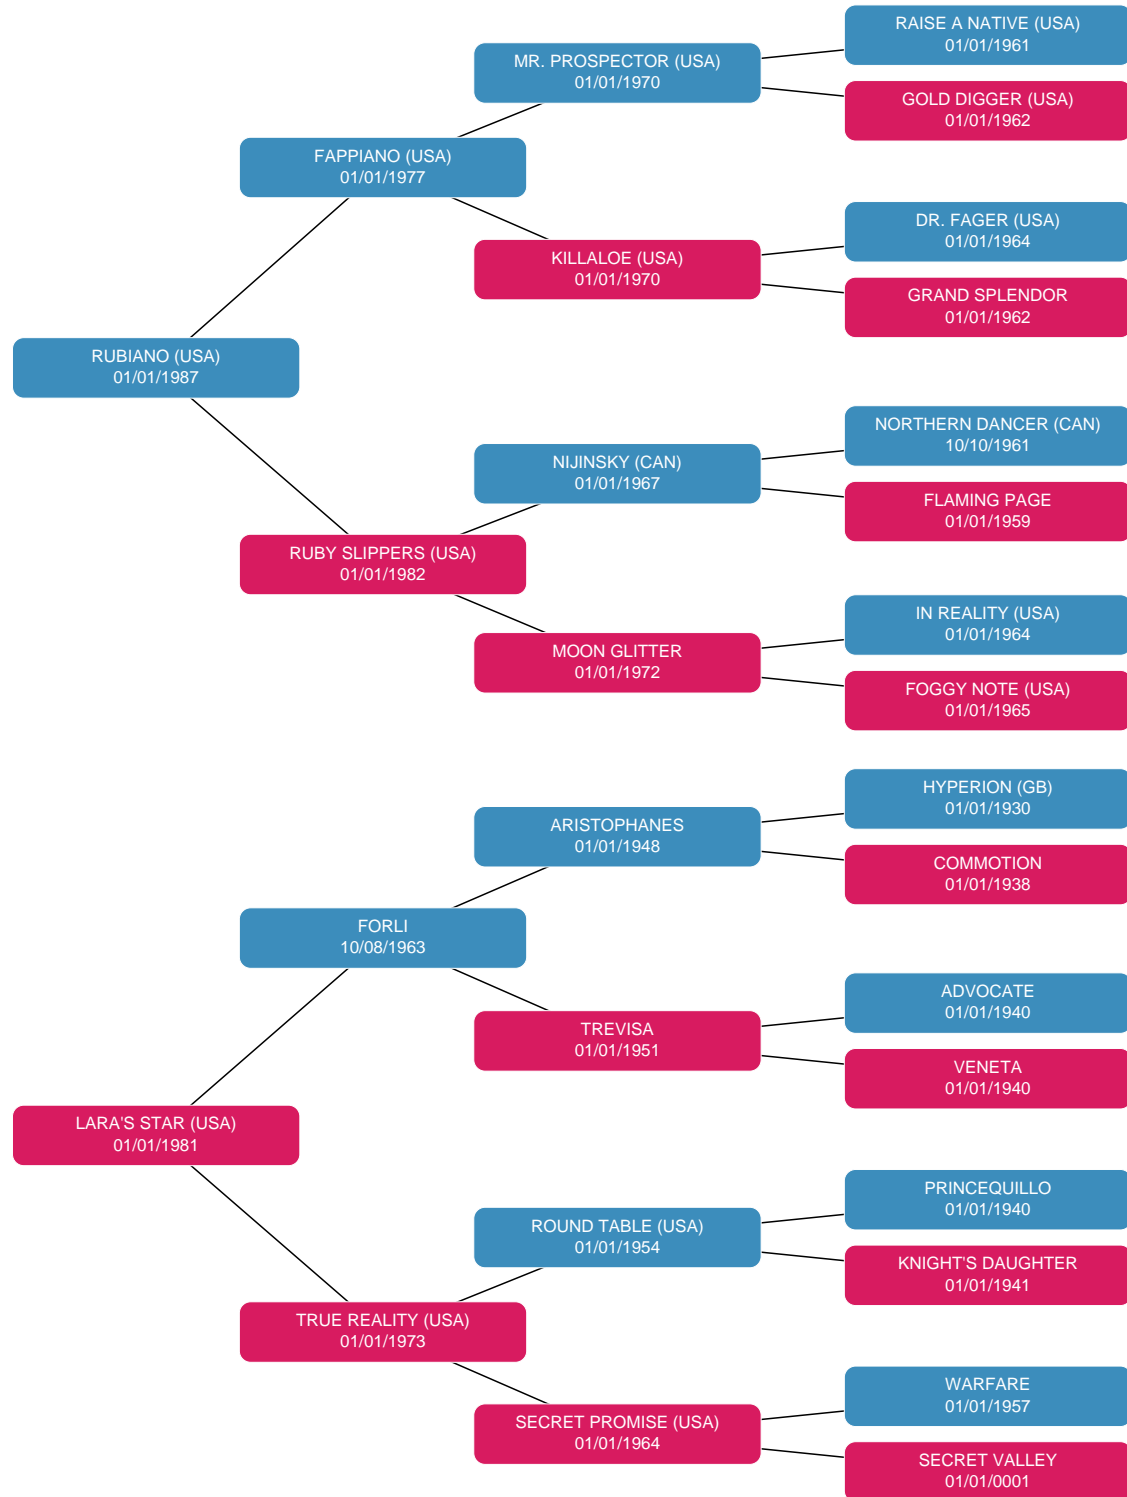 RAISE A NATIVE (USA)
01/01/1961
MR. PROSPECTOR (USA)
01/01/1970
GOLD DIGGER (USA)
01/01/1962
FAPPIANO (USA)
01/01/1977
DR. FAGER (USA)
01/01/1964
KILLALOE (USA)
01/01/1970
GRAND SPLENDOR
01/01/1962
RUBIANO (USA)
01/01/1987
NORTHERN DANCER (CAN)
10/10/1961
NIJINSKY (CAN)
01/01/1967
FLAMING PAGE
01/01/1959
RUBY SLIPPERS (USA)
01/01/1982
IN REALITY (USA)
01/01/1964
MOON GLITTER
01/01/1972
FOGGY NOTE (USA)
01/01/1965
HYPERION (GB)
01/01/1930
ARISTOPHANES
01/01/1948
COMMOTION
01/01/1938
FORLI
10/08/1963
ADVOCATE
01/01/1940
TREVISA
01/01/1951
VENETA
01/01/1940
LARA'S STAR (USA)
01/01/1981
PRINCEQUILLO
01/01/1940
ROUND TABLE (USA)
01/01/1954
KNIGHT'S DAUGHTER
01/01/1941
TRUE REALITY (USA)
01/01/1973
WARFARE
01/01/1957
SECRET PROMISE (USA)
01/01/1964
SECRET VALLEY
01/01/0001